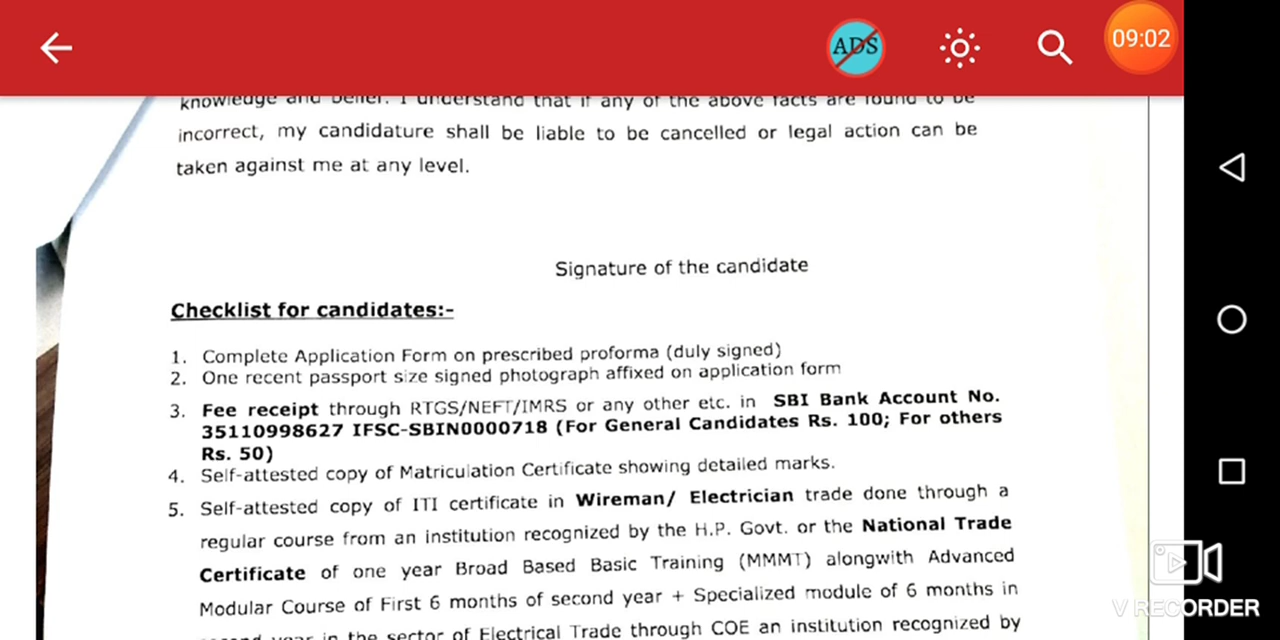 ADS
09:02
knowledge and belief. I understand that if any of the above facts are found to be
incorrect, my candidature shall be liable to be cancelled or legal action can be
taken against me at any level.
Signature of the candidate
Checklist for candidates:-
1. Complete Application Form on prescribed proforma (duly signed)
2. One recent passport size signed photograph affixed on application form
3. Fee receipt through RTGS/NEFT/IMRS or any other etc. in SBI Bank Account No.
35110998627 IFSC-SBIN0000718 (For General Candidates Rs. 100; For others
Rs. 50)
4. Self-attested copy of Matriculation Certificate showing detailed marks.
5. Self-attested copy of ITI certificate in Wireman/ Electrician trade done through a
regular course from an institution recognized by the H.P. Govt. or the National Trade
Certificate of one year Broad Based Basic Training (MMMT) alongwith Advanced
Modular Course of First 6 months of second year + Specialized module of 6 months in
second year in the sector of Electrical Trade through COE an institution recognized by
V RECORDER